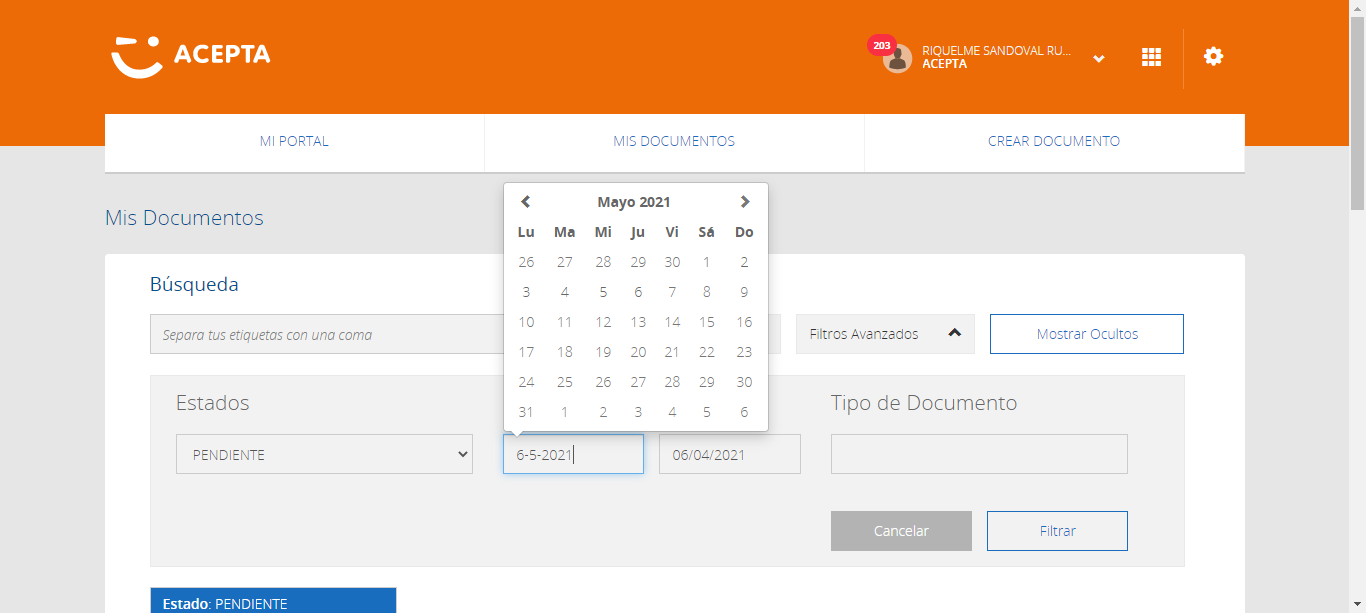 ACEPTA
203
RIQUELME SANDOVAL RU...
ACEPTA
MI PORTAL
MIS DOCUMENTOS
CREAR DOCUMENTO
Mis Documentos
Mayo 2021
Lu Ma Mi Ju Vi Sá Do
26 27 28 29 30 1 2
3 4 5 6 7 8 9
10 11 12 13 14 15 16
17 18 19 20 21 22 23
24 25 26 27 28 29 30
31 1 2 3 4 5 6
Búsqueda
Separa tus etiquetas con una coma
Filtros Avanzados
Mostrar Ocultos
Estados
Tipo de Documento
PENDIENTE
6-5-2021
06/04/2021
Cancelar
Filtrar
Estado: PENDIENTE